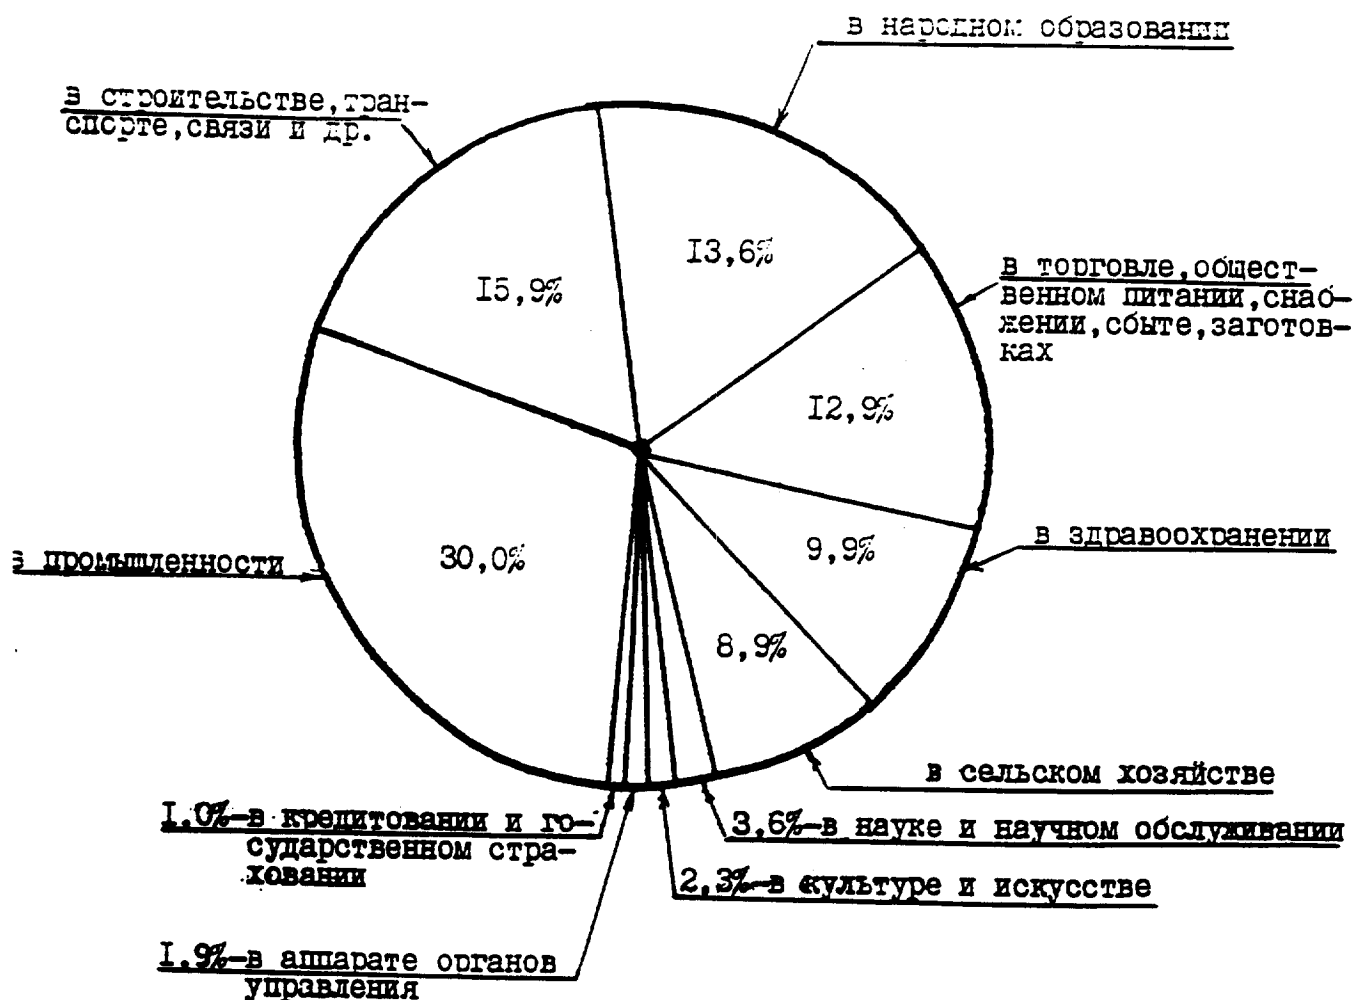 в народном образовании
в строительстве,тран-
спорте,связи и др.
13,6%
15,9%
в торговле,общест-
венном питании,снаб-
жении,сбыте,заготов-
ках
12,9%
в здравоохранении
9,9%
в промышленности
30,0%
8,9%
в сельском хозяйстве
1.0%-в кредитовании и го-
сударственном стра-
ховании
3,6%-в науке и научном обслуживании
2,3%-в культуре и искусстве
1.9%-в аппарате органов
управления